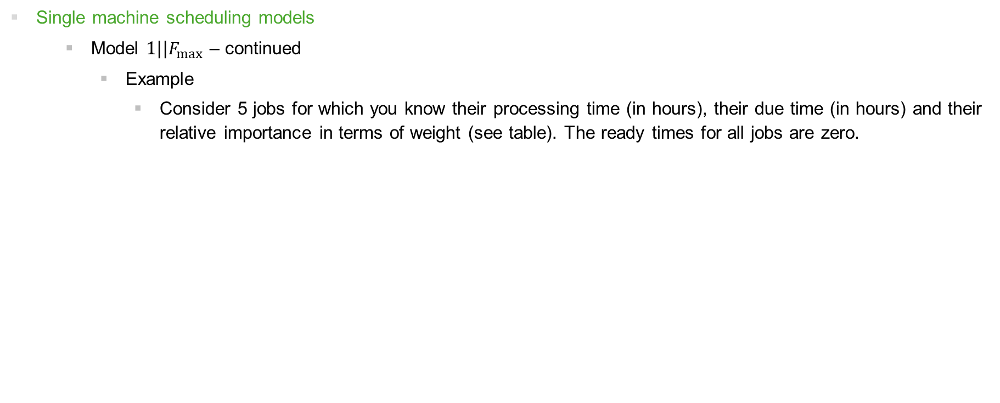 Single machine scheduling models
Model 1||Fmax – continued
Example
Consider 5 jobs for which you know their processing time (in hours), their due time (in hours) and their
relative importance in terms of weight (see table). The ready times for all jobs are zero.